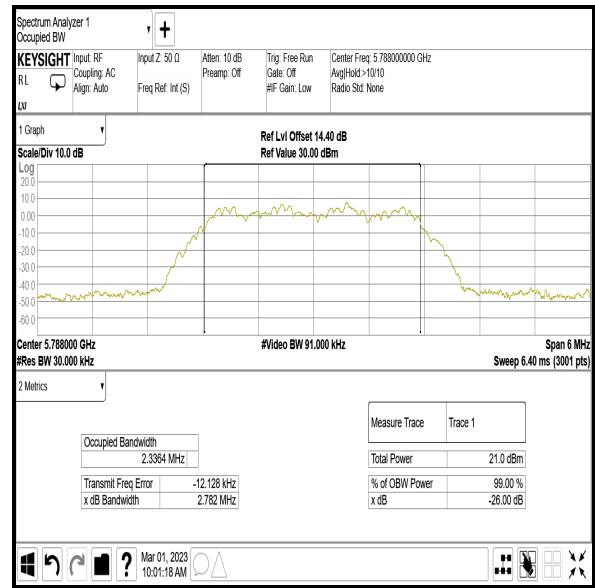 Spectrum Analyzer 1
Occupied BW
KEYSIGHT
RL
LXI
Input: RF
Coupling: AC
Align: Auto
Input Z: 50 Ω
Freq Ref: Int (S)
Atten: 10 dB
Preamp: Off
Trig: Free Run
Gate: Off
#IF Gain: Low
Center Freq: 5.788000000 GHz
Avg|Hold:>10/10
Radio Std: None
1 Graph
Scale/Div 10.0 dB
Ref Lvl Offset 14.40 dB
Ref Value 30.00 dBm
Log
20.0
10.0
0.00
-10.0
-20.0
-30.0
-40.0
-50.0
-60.0
Center 5.788000 GHz
#Video BW 91.000 kHz
Span 6 MHz
#Res BW 30.000 kHz
Sweep 6.40 ms (3001 pts)
2 Metrics
Occupied Bandwidth
2.3364 MHz
Transmit Freq Error -12.128 kHz
x dB Bandwidth 2.782 MHz
Measure Trace Trace 1
Total Power 21.0 dBm
% of OBW Power 99.00 %
x dB -26.00 dB
?
Mar 01, 2023
10:01:18 AM